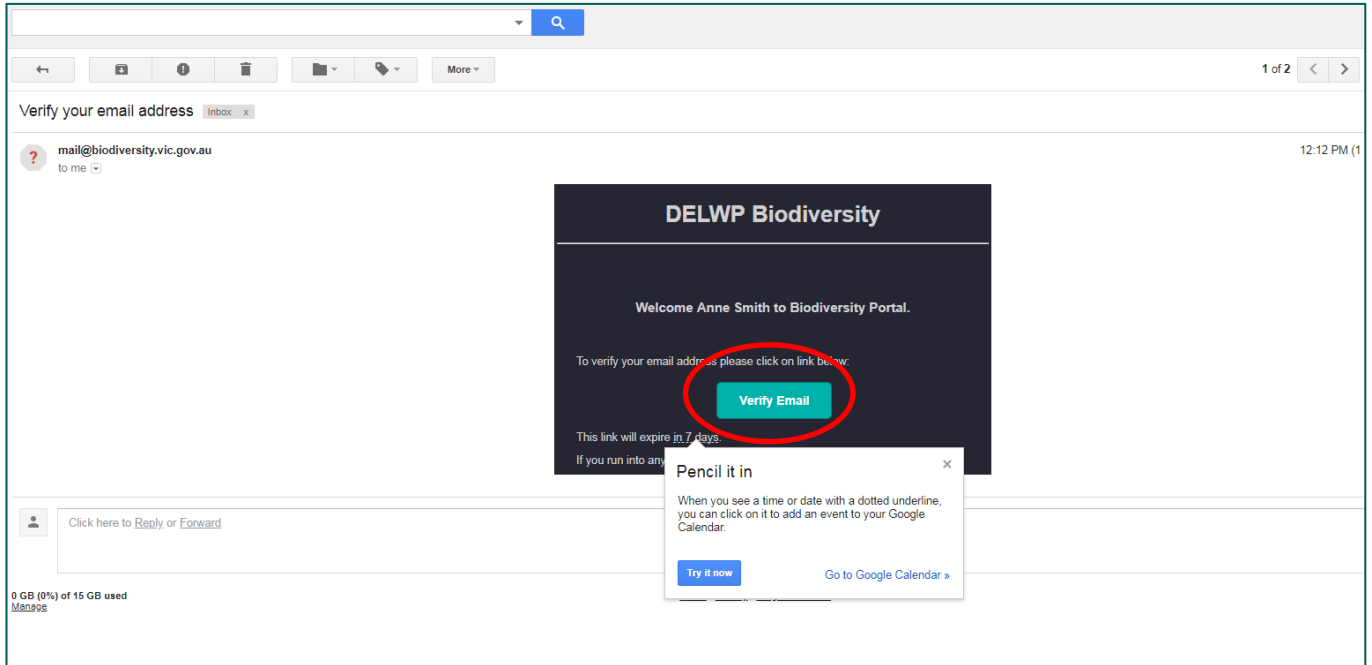 More
1 of 2
Verify your email address Inbox x
mail@biodiversity.vic.gov.au
12:12 PM (1
to me
DELWP Biodiversity
Welcome Anne Smith to Biodiversity Portal.
To verify your email address please click on link below:
Verify Email
This link will expire in 7 days.
If you run into any
Pencil it in
When you see a time or date with a dotted underline,
you can click on it to add an event to your Google
Calendar.
Try it now
Go to Google Calendar »
Click here to Reply or Forward
0 GB (0%) of 15 GB used
Manage